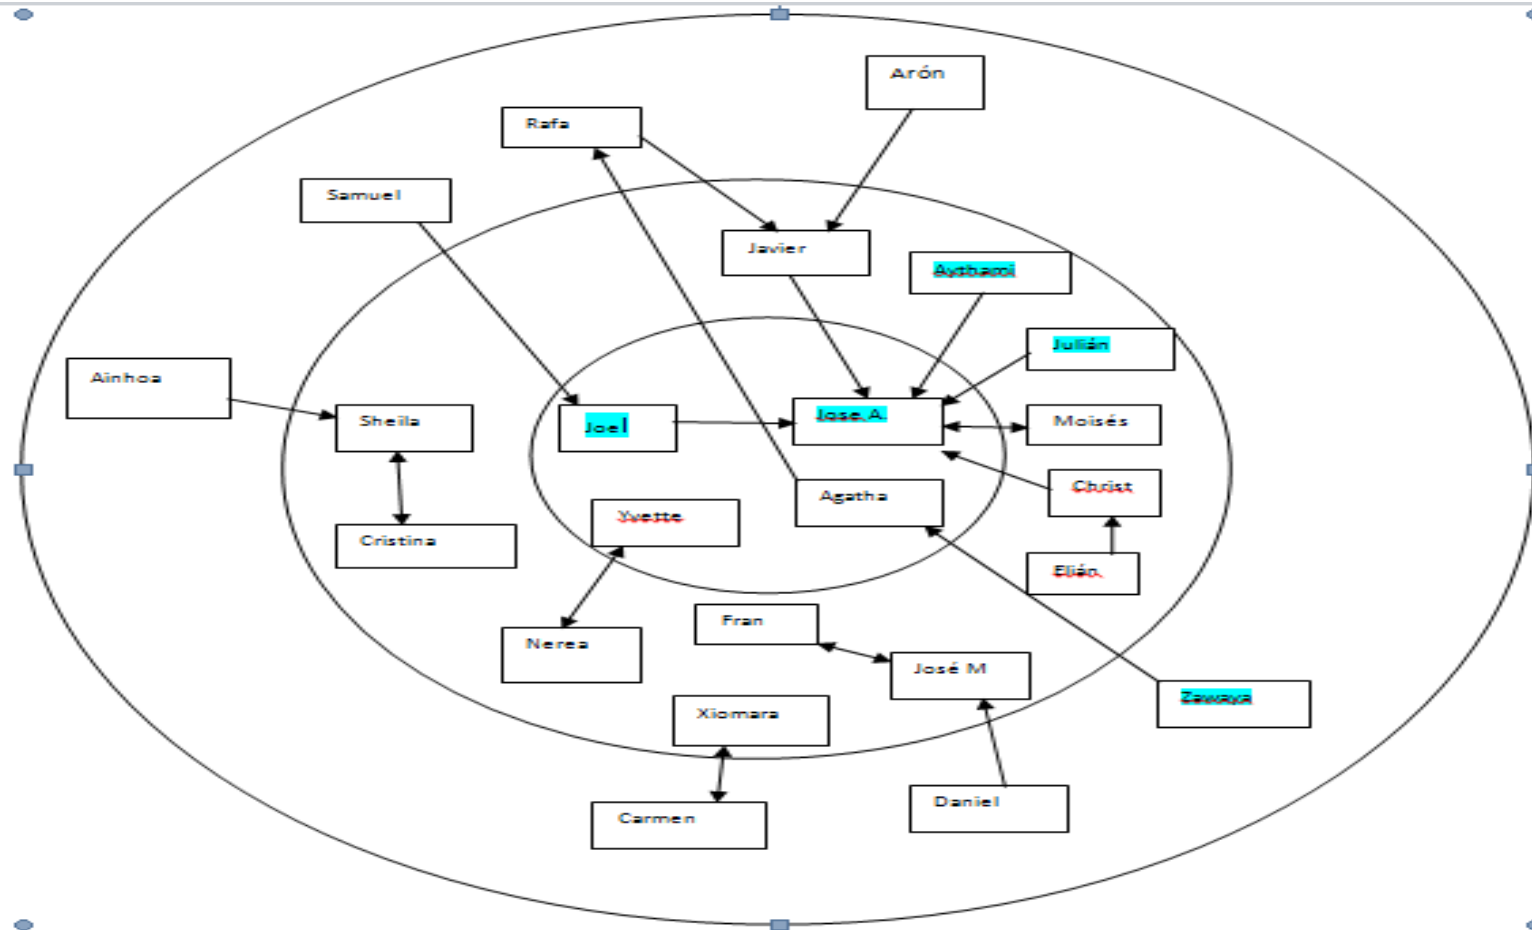 Arón
Rafa
Samuel
Javier
Aythami
Julián
Ainhoa
Sheila
Joel
Jose.A.
Moisés
Christ
Agatha
Yvette
Cristina
Elián.
Fran
Nerea
José M
Zawaya
Xiomara
Daniel
Carmen